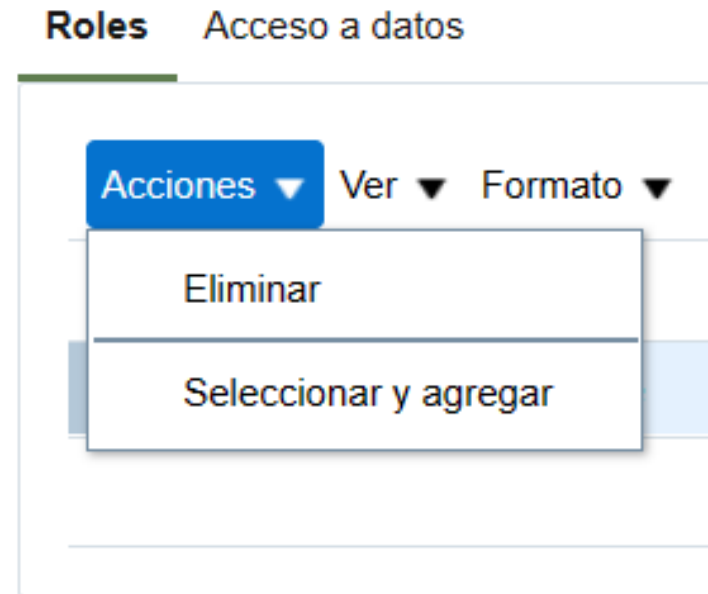 Roles Acceso a datos
Acciones Ver Formato
Eliminar
Seleccionar y agregar